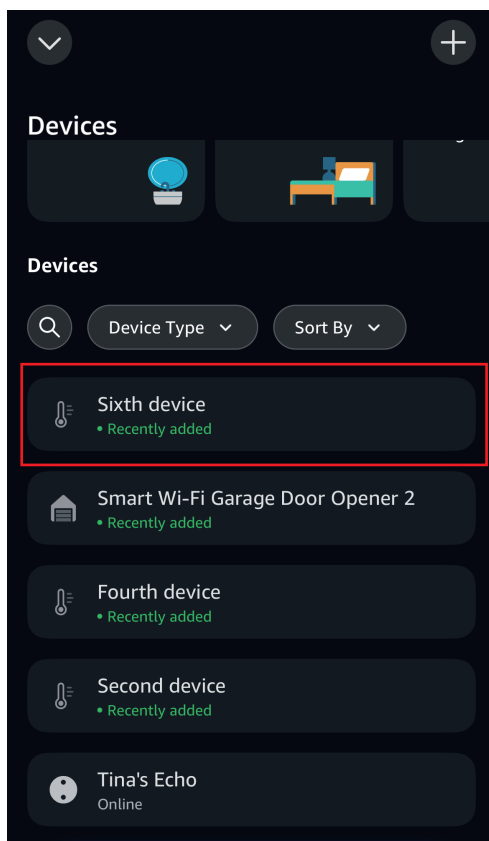 Devices
Devices
Device Type
Sort By
Sixth device
• Recently added
Smart Wi-Fi Garage Door Opener 2
• Recently added
Fourth device
• Recently added
Second device
• Recently added
Tina's Echo
Online